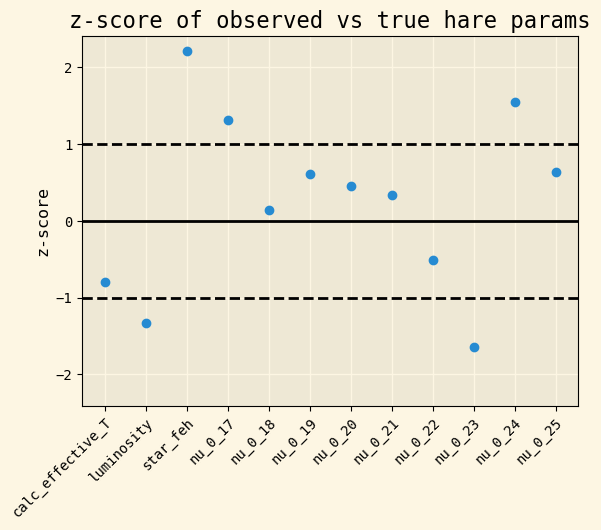 z-score of observed vs true hare params
z-score
2
1
0
−1
−2
calc_effective_T
luminosity
star_feh
nu_0_17
nu_0_18
nu_0_19
nu_0_20
nu_0_21
nu_0_22
nu_0_23
nu_0_24
nu_0_25